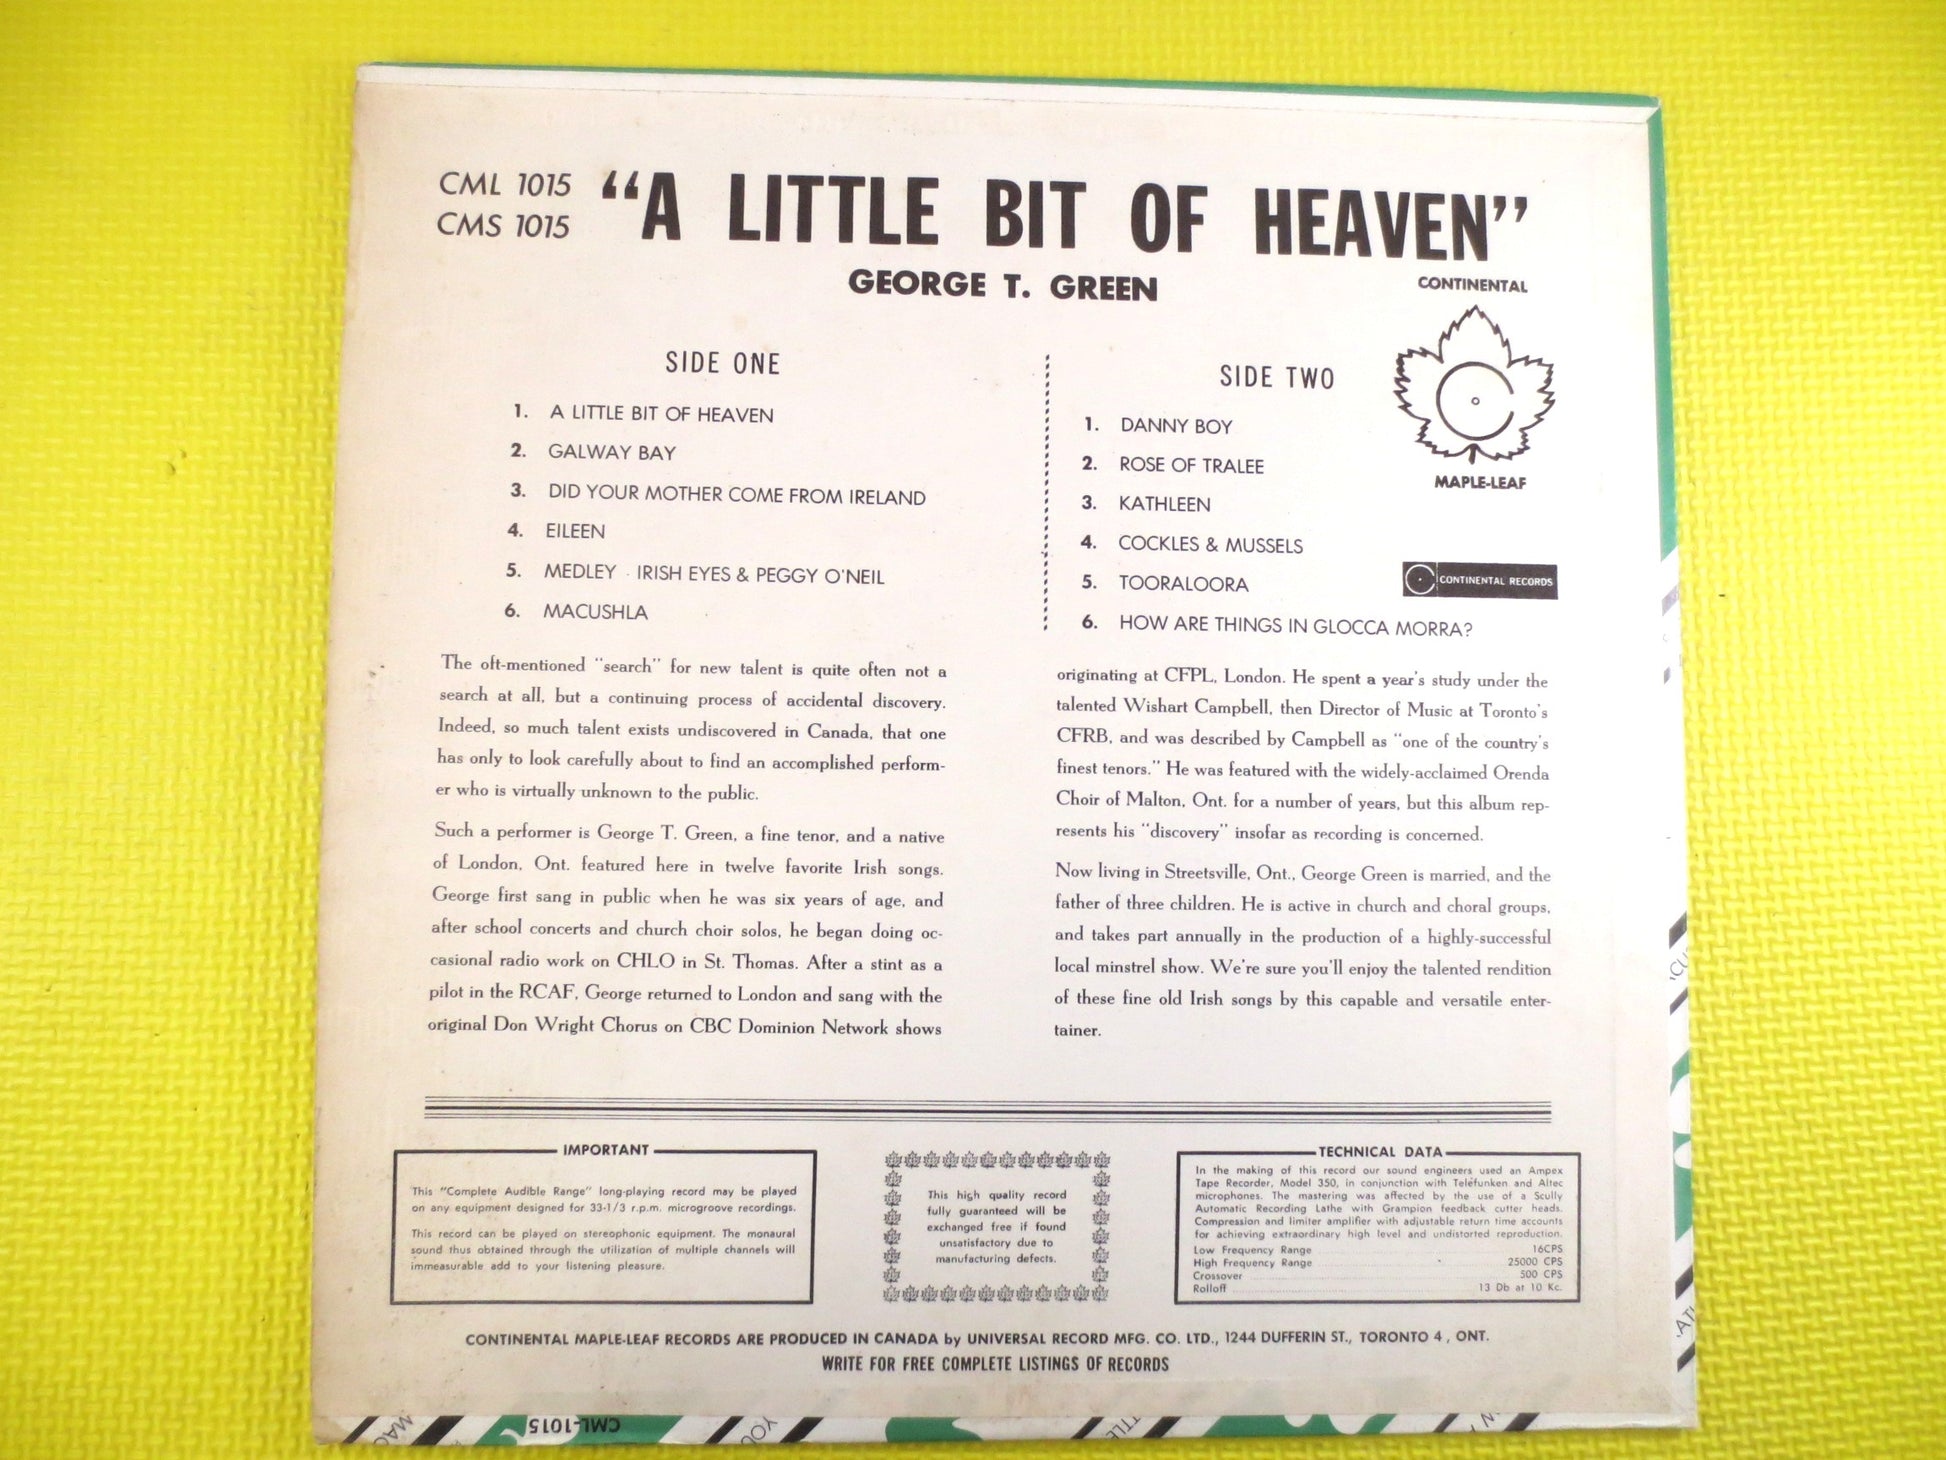 CML 1015
CMS 1015
“A LITTLE BIT OF HEAVEN”
GEORGE T. GREEN
CONTINENTAL
MAPLE-LEAF
CONTINENTAL RECORDS
SIDE ONE
1. A LITTLE BIT OF HEAVEN
2. GALWAY BAY
3. DID YOUR MOTHER COME FROM IRELAND
4. EILEEN
5. MEDLEY - IRISH EYES & PEGGY O'NEIL
6. MACUSHLA
SIDE TWO
1. DANNY BOY
2. ROSE OF TRALEE
3. KATHLEEN
4. COCKLES & MUSSELS
5. TOORALOORA
6. HOW ARE THINGS IN GLOCCA MORRA?
The oft-mentioned “search” for new talent is quite often not a
search at all, but a continuing process of accidental discovery.
Indeed, so much talent exists undiscovered in Canada, that one
has only to look carefully about to find an accomplished perform-
er who is virtually unknown to the public.
Such a performer is George T. Green, a fine tenor, and a native
of London, Ont. featured here in twelve favorite Irish songs.
George first sang in public when he was six years of age, and
after school concerts and church choir solos, he began doing oc-
casional radio work on CHLO in St. Thomas. After a stint as a
pilot in the RCAF, George returned to London and sang with the
original Don Wright Chorus on CBC Dominion Network shows
originating at CFPL, London. He spent a year's study under the
talented Wishart Campbell, then Director of Music at Toronto's
CFRB, and was described by Campbell as “one of the country's
finest tenors.” He was featured with the widely-acclaimed Orenda
Choir of Malton, Ont. for a number of years, but this album rep-
resents his “discovery” insofar as recording is concerned.
Now living in Streetsville, Ont., George Green is married, and the
father of three children. He is active in church and choral groups,
and takes part annually in the production of a highly-successful
local minstrel show. We're sure you'll enjoy the talented rendition
of these fine old Irish songs by this capable and versatile enter-
tainer.
IMPORTANT
This “Complete Audible Range” long-playing record may be played
on any equipment designed for 33-1/3 r.p.m. microgroove recordings.
This record can be played on stereophonic equipment. The monaural
sound thus obtained through the utilization of multiple channels will
immeasurable add to your listening pleasure.
This high quality record
fully guaranteed will be
exchanged free if found
unsatisfactory due to
manufacturing defects.
TECHNICAL DATA
In the making of this record our sound engineers used an Ampex
Tape Recorder, Model 350, in conjunction with Telefunken and Altec
microphones. The mastering was affected by the use of a Scully
Automatic Recording Lathe with Grampion feedback cutter heads.
Compression and limiter amplifier with adjustable return time accounts
for achieving extraordinary high level and undistorted reproduction.
Low Frequency Range 16CPS
High Frequency Range 25000 CPS
Crossover 500 CPS
Rolloff 13 Db at 10 Kc.
CONTINENTAL MAPLE-LEAF RECORDS ARE PRODUCED IN CANADA by UNIVERSAL RECORD MFG. CO. LTD., 1244 DUFFERIN ST., TORONTO 4, ONT.
WRITE FOR FREE COMPLETE LISTINGS OF RECORDS
CML-1015